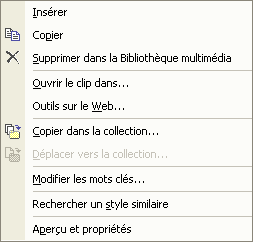 Insérer
Copier
Supprimer dans la Bibliothèque multimédia
Ouvrir le clip dans...
Outils sur le Web...
Copier dans la collection...
Déplacer vers la collection...
Modifier les mots clés...
Rechercher un style similaire
Aperçu et propriétés